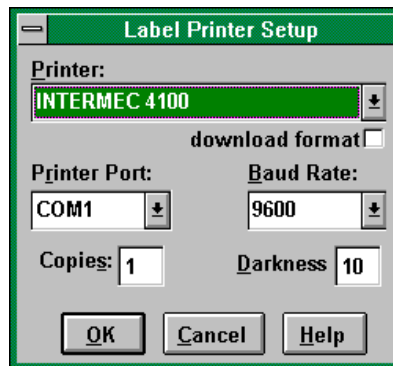 Label Printer Setup
Printer:
INTERMEC 4100
download format
Printer Port: Baud Rate:
COM1 9600
Copies: 1 Darkness 10
OK Cancel Help